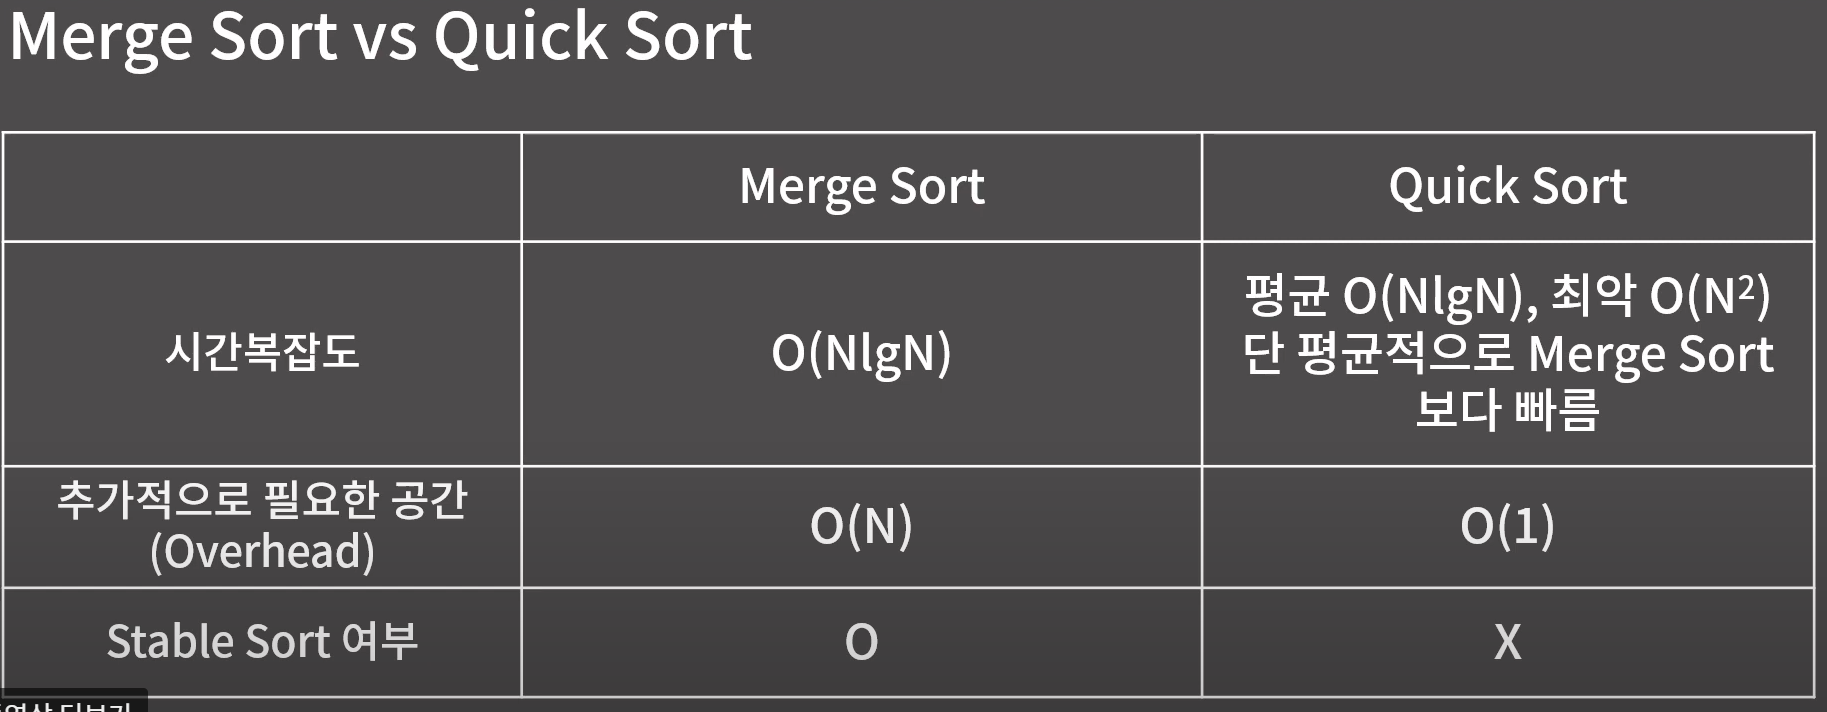 Merge Sort vs Quick Sort
Merge Sort
Quick Sort
시간복잡도
O(NlgN)
평균 O(NlgN), 최악 O(N²)
단 평균적으로 Merge Sort
보다 빠름
추가적으로 필요한 공간
(Overhead)
O(N)
O(1)
Stable Sort 여부
O
X